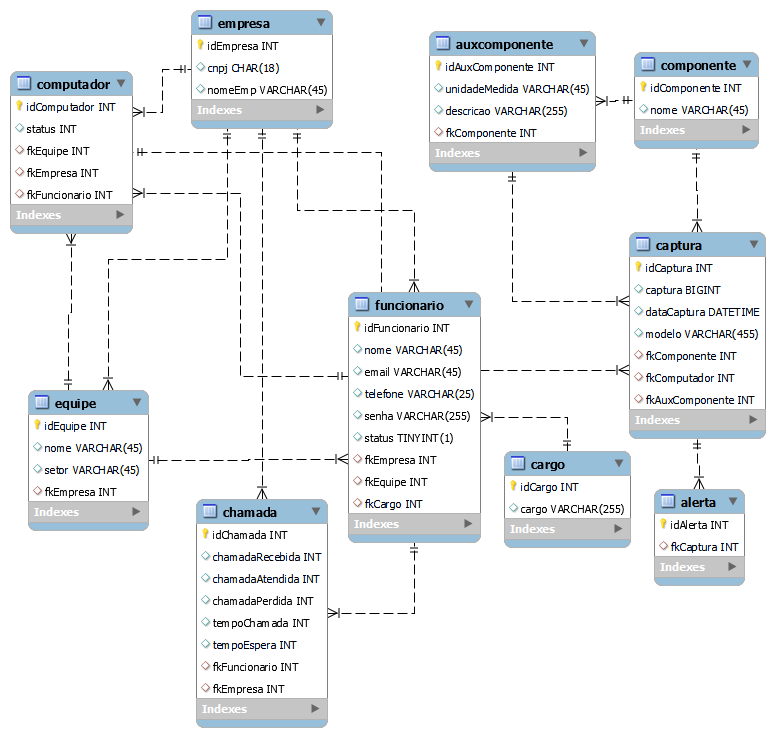 empresa
idEmpresa INT
cnpj CHAR(18)
nomeEmp VARCHAR(45)
Indexes
auxcomponente
idAuxComponente INT
unidadeMedida VARCHAR(45)
descricao VARCHAR(255)
fkComponente INT
Indexes
componente
idComponente INT
nome VARCHAR(45)
Indexes
computador
idComputador INT
status INT
fkEquipe INT
fkEmpresa INT
fkFuncionario INT
Indexes
captura
idCaptura INT
captura BIGINT
dataCaptura DATETIME
modelo VARCHAR(455)
fkComponente INT
fkComputador INT
fkAuxComponente INT
Indexes
funcionario
idFuncionario INT
nome VARCHAR(45)
email VARCHAR(45)
telefone VARCHAR(25)
senha VARCHAR(255)
status TINYINT(1)
fkEmpresa INT
fkEquipe INT
fkCargo INT
Indexes
equipe
idEquipe INT
nome VARCHAR(45)
setor VARCHAR(45)
fkEmpresa INT
Indexes
cargo
idCargo INT
cargo VARCHAR(255)
Indexes
alerta
idAlerta INT
fkCaptura INT
Indexes
chamada
idChamada INT
chamadaRecebida INT
chamadaAtendida INT
chamadaPerdida INT
tempoChamada INT
tempoEspera INT
fkFuncionario INT
fkEmpresa INT
Indexes